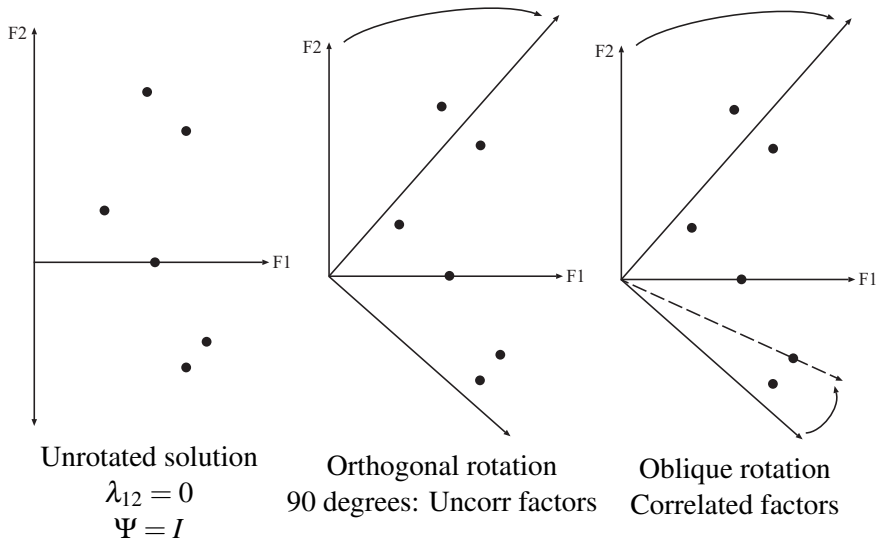 F2
F1
Unrotated solution
λ₁₂ = 0
Ψ = I
F2
F1
Orthogonal rotation
90 degrees: Uncorr factors
F2
F1
Oblique rotation
Correlated factors